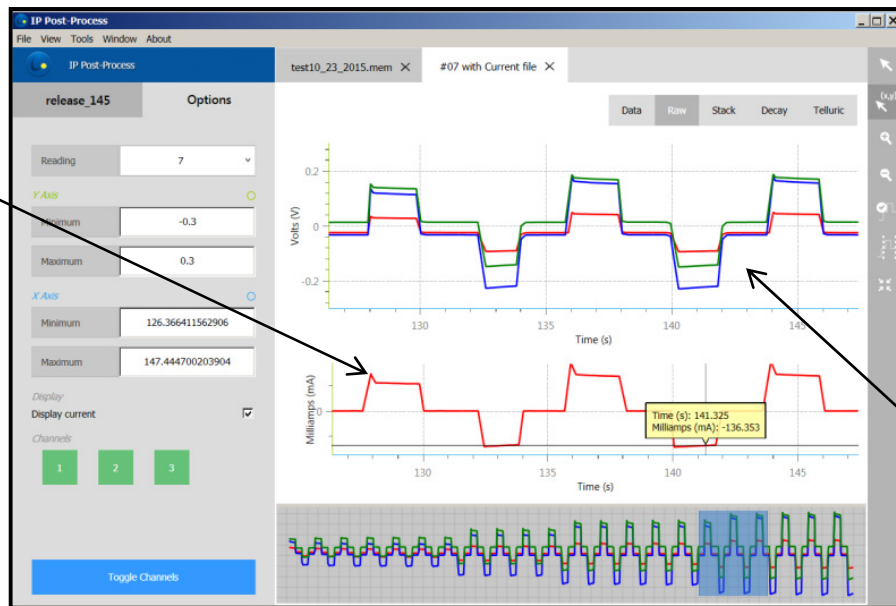 IP Post-Process
File View Tools Window About
IP Post-Process
release_145
Options
Reading
7
Y Axis
Minimum
-0.3
Maximum
0.3
X Axis
Minimum
126.366411562906
Maximum
147.444700203904
Display
Display current
Channels
1
2
3
Toggle Channels
test10_23_2015.mem
#07 with Current file
Data
Raw
Stack
Decay
Telluric
Volts (V)
0.2
0
-0.2
130
135
140
145
Time (s)
Milliamps (mA)
0
Time (s): 141.325
Milliamps (mA): -136.353
130
135
140
145
Time (s)
(x,y)